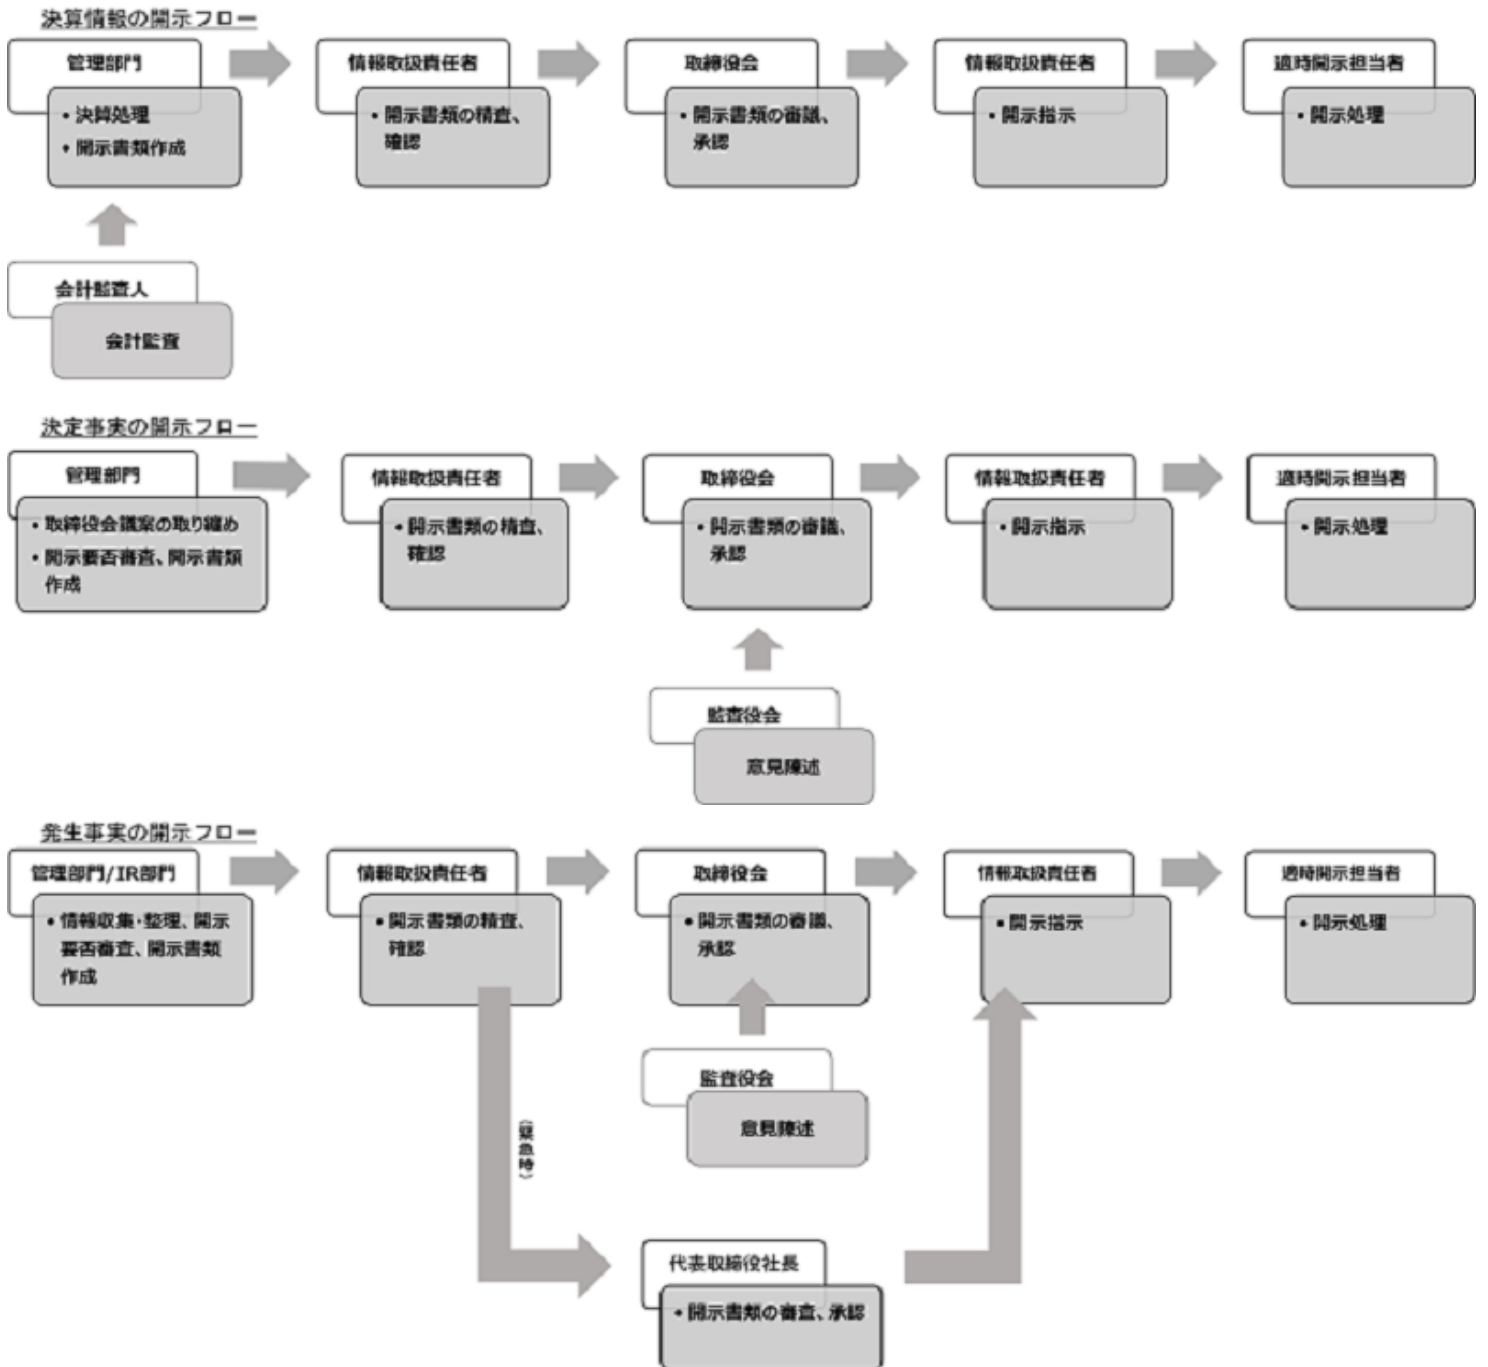 決算情報の開示フロー
管理部門
・決算処理
・開示書類作成
情報取扱責任者
・開示書類の精査、
確認
取締役会
・開示書類の審議、
承認
情報取扱責任者
・開示指示
適時開示担当者
・開示処理
会計監査人
会計監査
決定事実の開示フロー
管理部門
・取締役会議案の取り纏め
・開示要否審査、開示書類
作成
情報取扱責任者
・開示書類の精査、
確認
取締役会
・開示書類の審議、
承認
情報取扱責任者
・開示指示
適時開示担当者
・開示処理
監査役会
意見陳述
発生事実の開示フロー
管理部門/IR部門
・情報収集・整理、開示
要否審査、開示書類
作成
情報取扱責任者
・開示書類の精査、
確認
取締役会
・開示書類の審議、
承認
情報取扱責任者
・開示指示
適時開示担当者
・開示処理
監査役会
意見陳述
（緊急時）
代表取締役社長
・開示書類の審査、承認